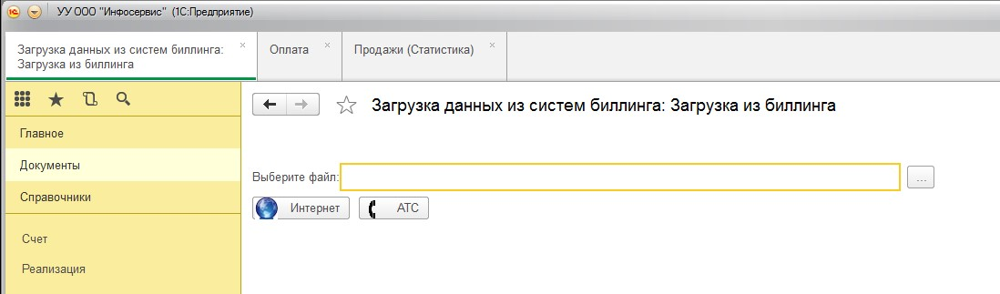 УУ ООО "Инфосервис" (1С:Предприятие)
Загрузка данных из систем биллинга:
Загрузка из биллинга
Оплата
Продажи (Статистика)
Главное
Документы
Справочники
Счет
Реализация
Загрузка данных из систем биллинга: Загрузка из биллинга
Выберите файл:
...
Интернет
АТС